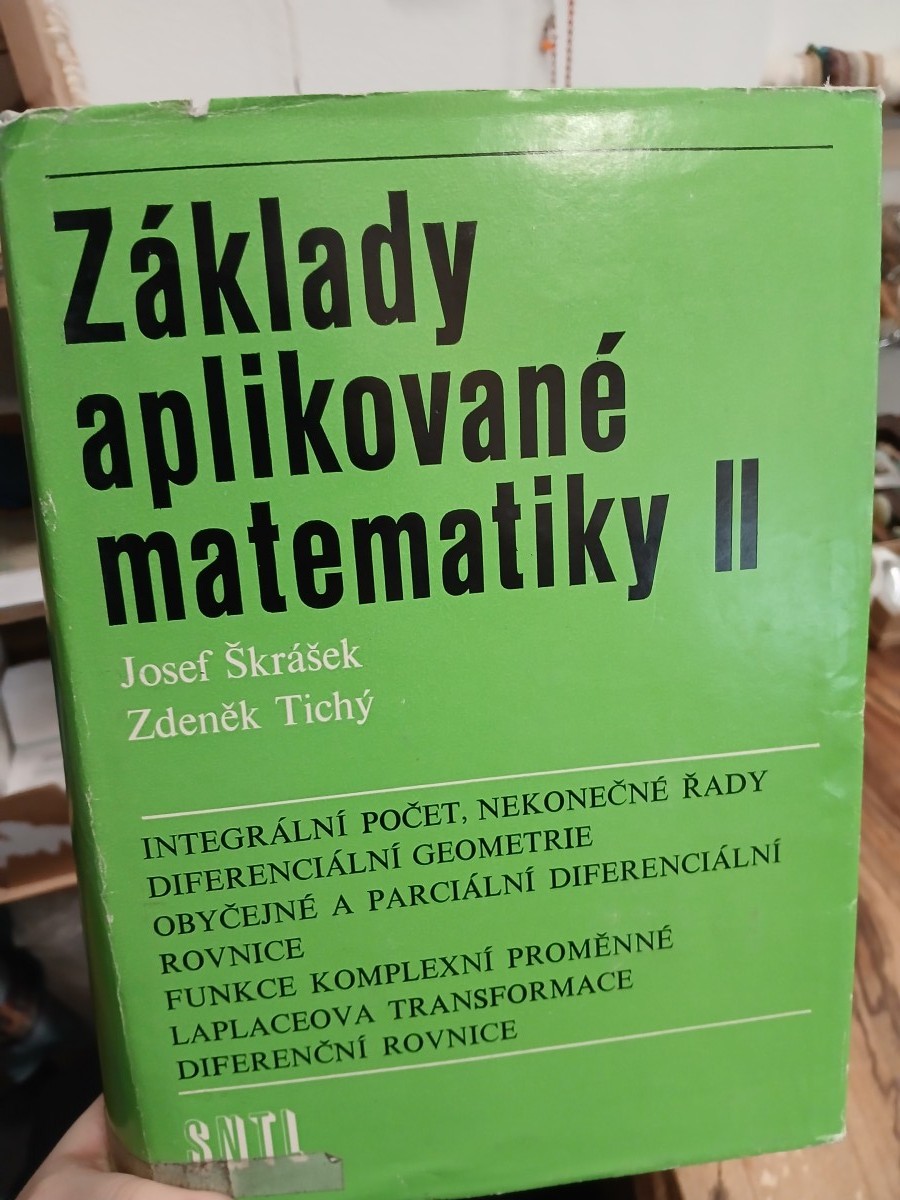 Základy
aplikované
matematiky II
Josef Škrášek
Zdeněk Tichý
INTEGRÁLNÍ POČET, NEKONEČNÉ ŘADY
DIFERENCIÁLNÍ GEOMETRIE
OBYČEJNÉ A PARCIÁLNÍ DIFERENCIÁLNÍ
ROVNICE
FUNKCE KOMPLEXNÍ PROMĚNNÉ
LAPLACEOVA TRANSFORMACE
DIFERENČNÍ ROVNICE
SNTL